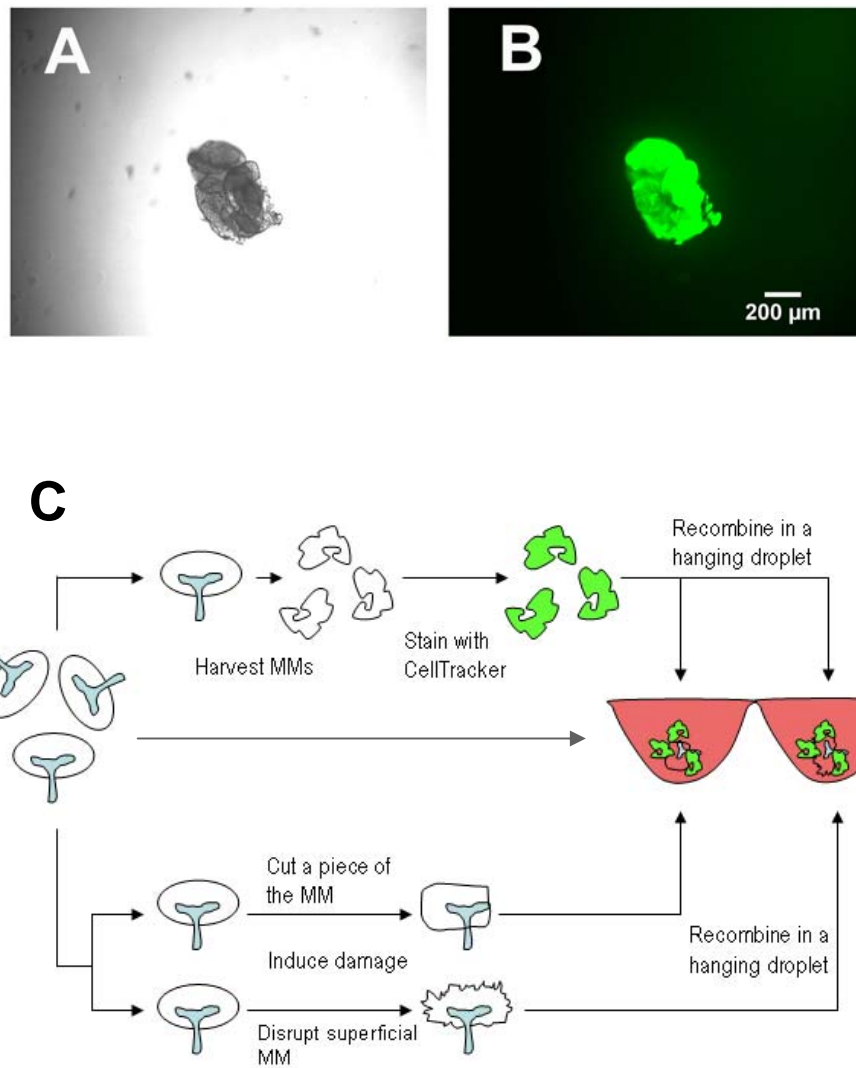 A
B
200 µm
C
Recombine in a
hanging droplet
Harvest MMs
Stain with
CellTracker
Cut a piece of
the MM
Induce damage
Recombine in a
hanging droplet
Disrupt superficial
MM